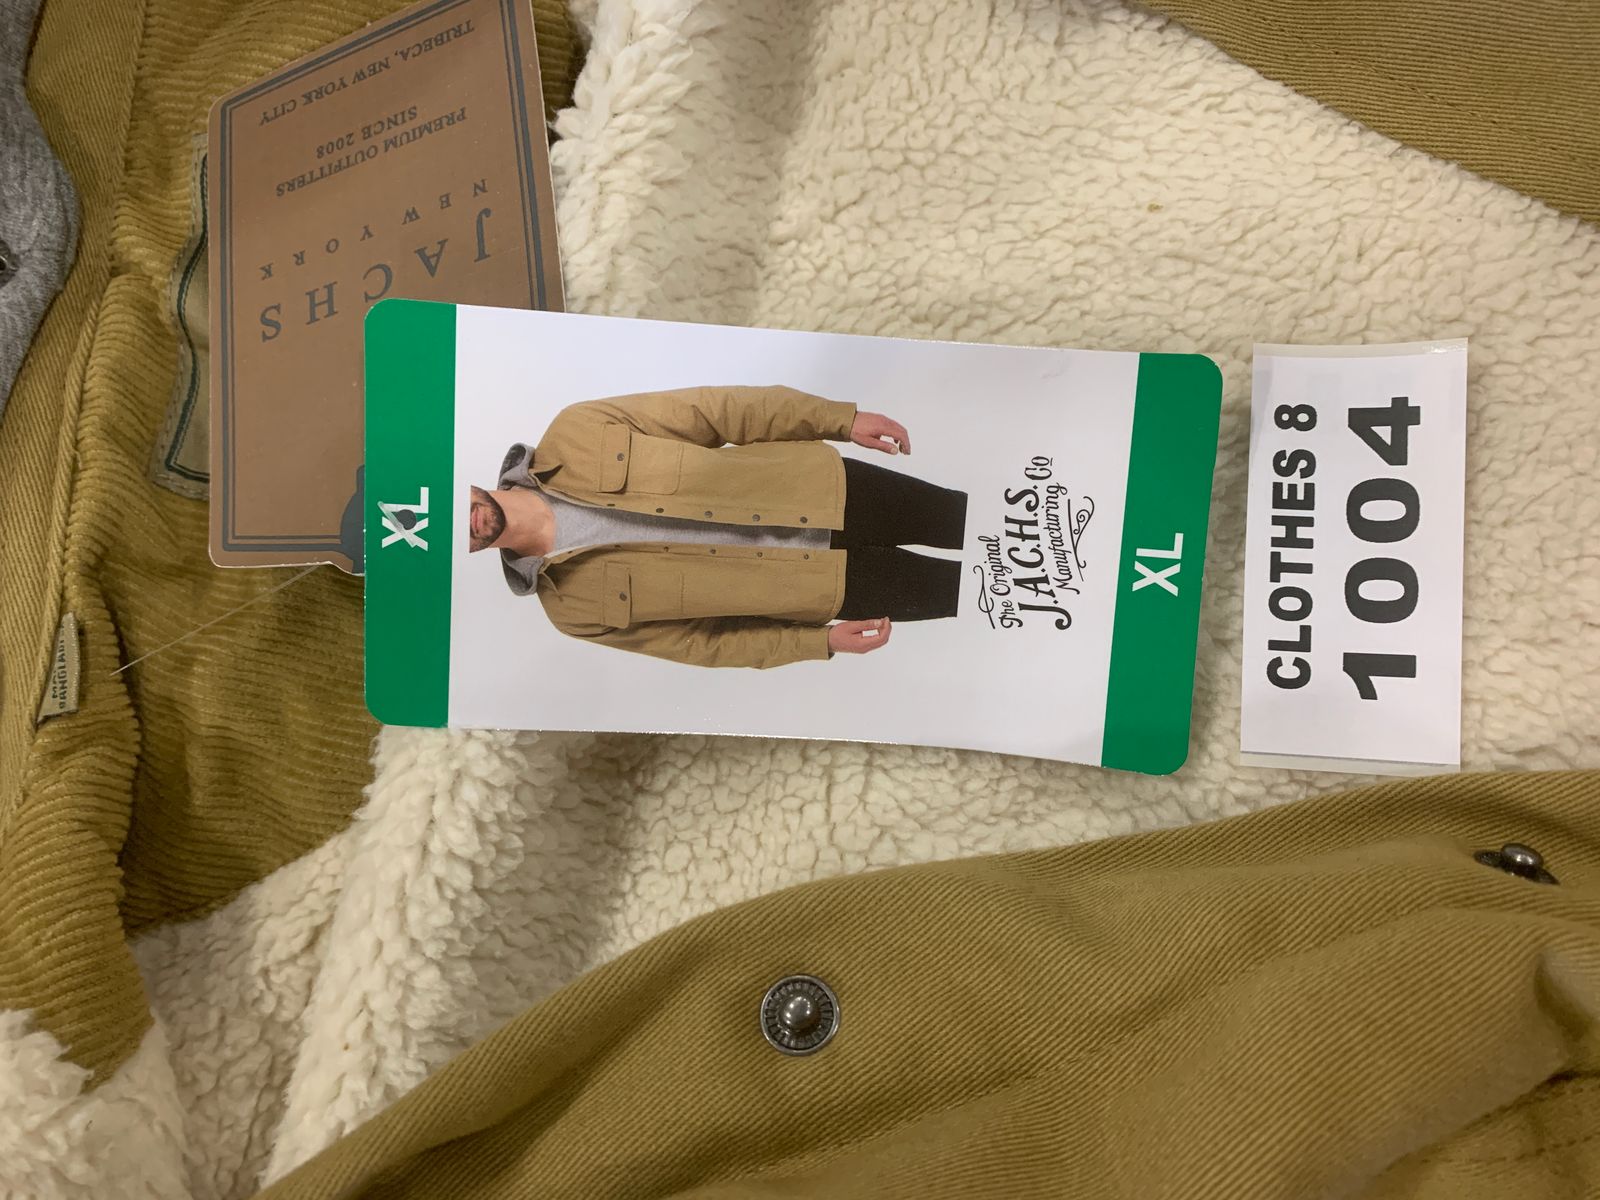 JACHS
NEW YORK
PREMIUM OUTFITTERS
SINCE 2008
TRIBECA, NEW YORK CITY
XL
The Original
J.A.C.H.S.
Manufacturing Co
XL
CLOTHES 8
1004